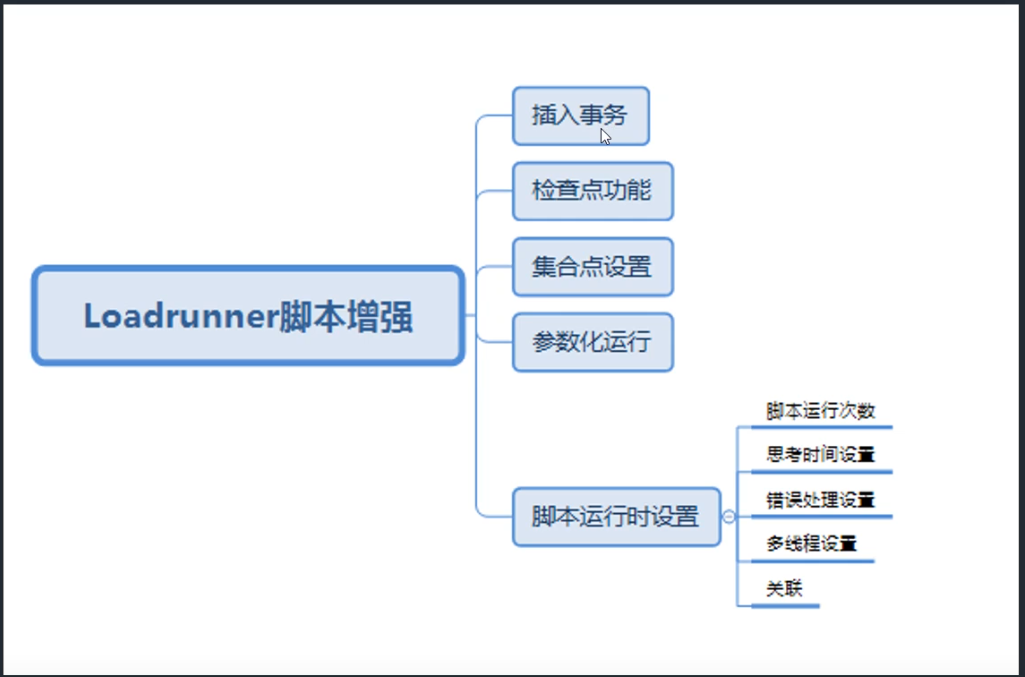 Loadrunner脚本增强
插入事务
检查点功能
集合点设置
参数化运行
脚本运行时设置
脚本运行次数
思考时间设置
错误处理设置
多线程设置
关联